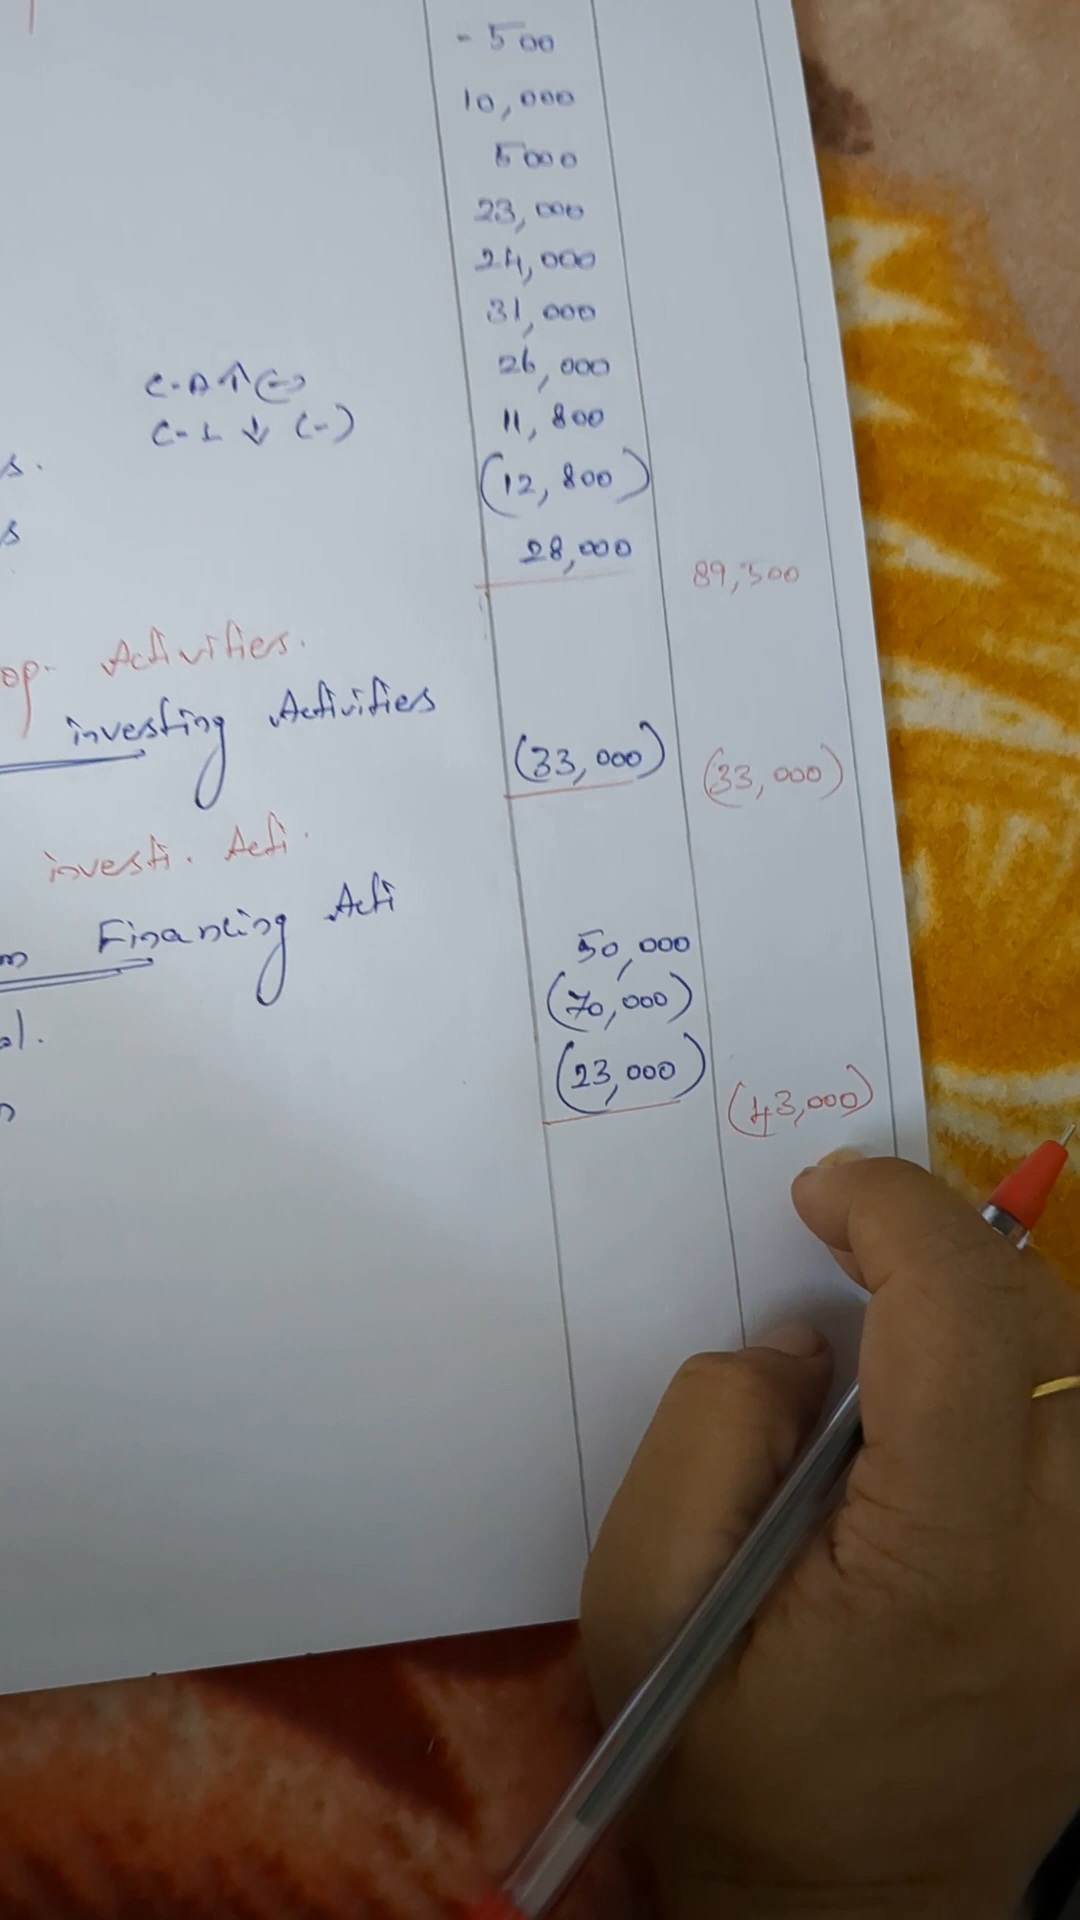 - 500
10,000
5000
23,000
24,000
31,000
C.A ↑ (-)
26,000
C-L ↓ (-)
11,800
s.
(12,800)
s
28,000
89,500
op. Activities.
investing Activities
(33,000) (33,000)
investi. Acti.
Financing Acti
50,000
(70,000)
al.
(23,000)
(43,000)